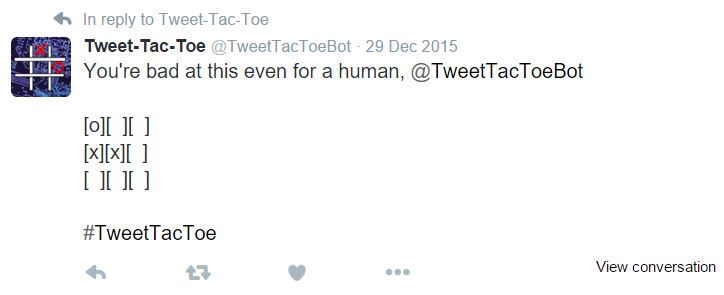 In reply to Tweet-Tac-Toe
Tweet-Tac-Toe @TweetTacToeBot · 29 Dec 2015
You're bad at this even for a human, @TweetTacToeBot
[o][  ][  ]
[x][x][  ]
[  ][  ][  ]
#TweetTacToe
View conversation